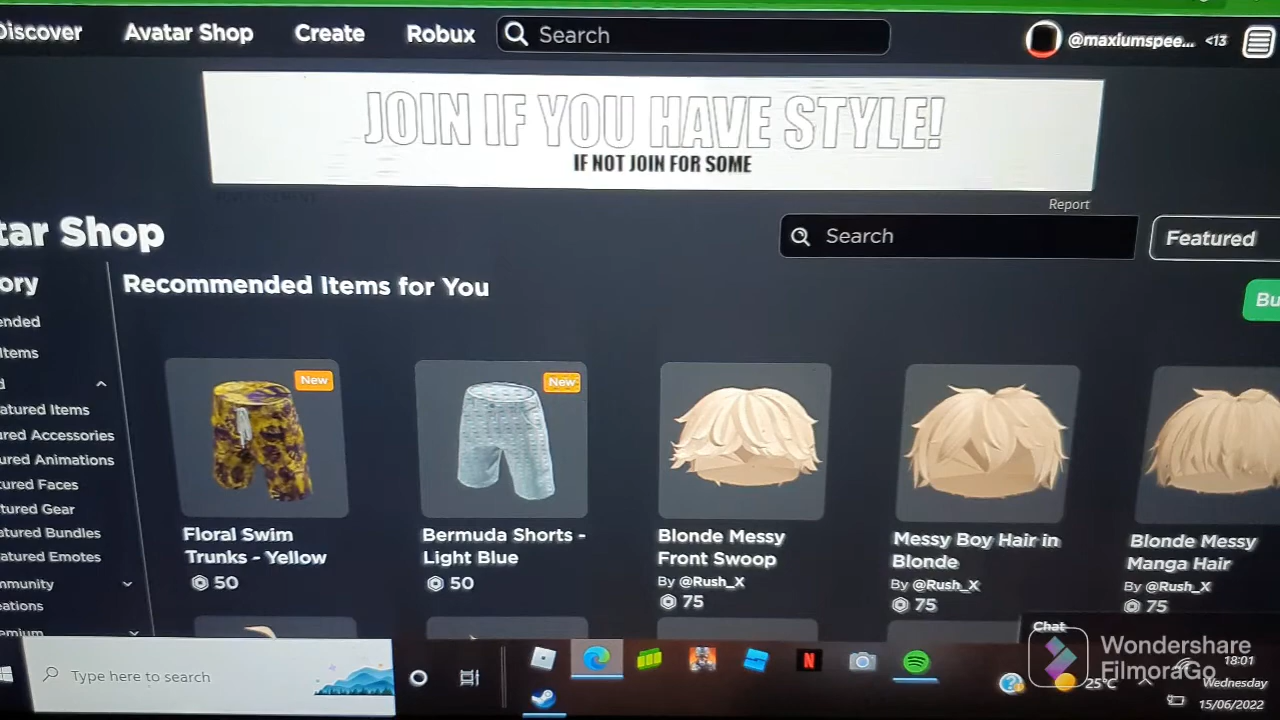 Discover Avatar Shop Create Robux Search @maxiumspee... <13
JOIN IF YOU HAVE STYLE!
IF NOT JOIN FOR SOME
Report
tar Shop Search Featured
ory Recommended Items for You Bu
ended
Items
d
atured Items
ured Accessories
ured Animations
tured Faces
tured Gear
atured Bundles
atured Emotes
mmunity
ations
emium
New
New
Floral Swim
Trunks - Yellow
50
Bermuda Shorts -
Light Blue
50
Blonde Messy
Front Swoop
By @Rush_X
75
Messy Boy Hair in
Blonde
By @Rush_X
75
Blonde Messy
Manga Hair
By @Rush_X
75
Chat
Wondershare
FilmoraGo
Type here to search
N
25°C
18:01
Wednesday
15/06/2022